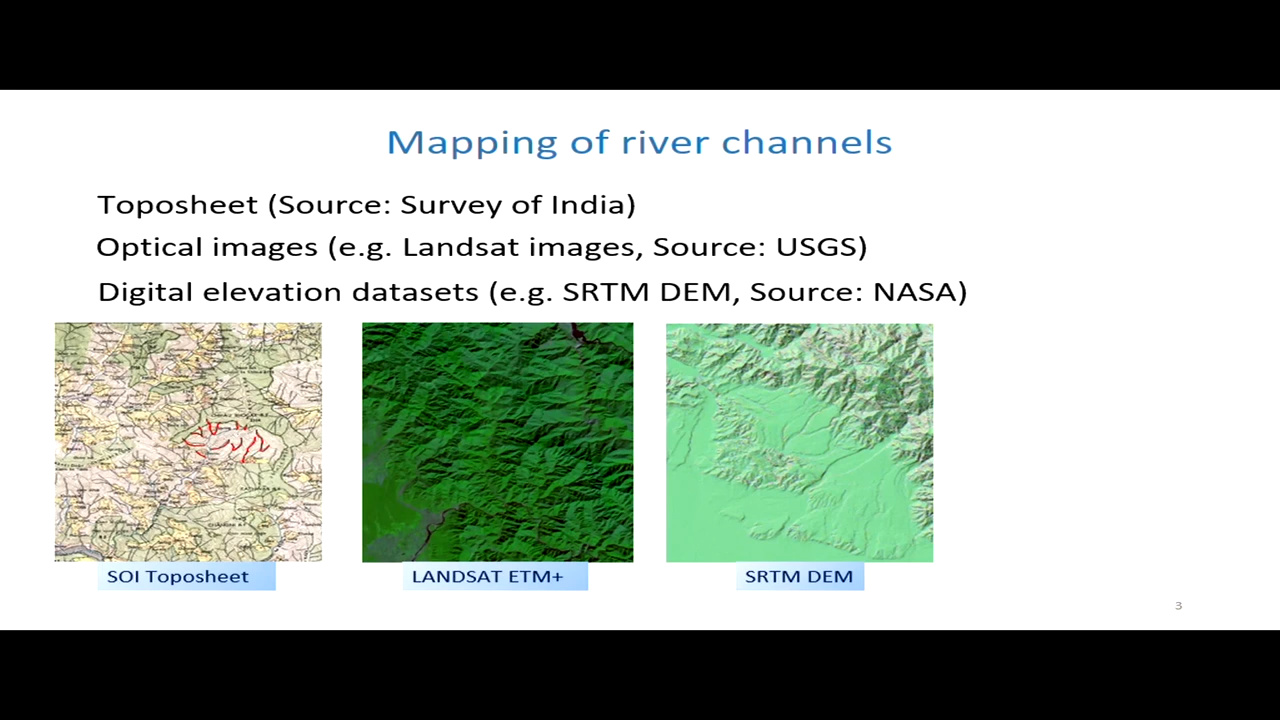 Mapping of river channels
Toposheet (Source: Survey of India)
Optical images (e.g. Landsat images, Source: USGS)
Digital elevation datasets (e.g. SRTM DEM, Source: NASA)
SOI Toposheet
LANDSAT ETM+
SRTM DEM
3